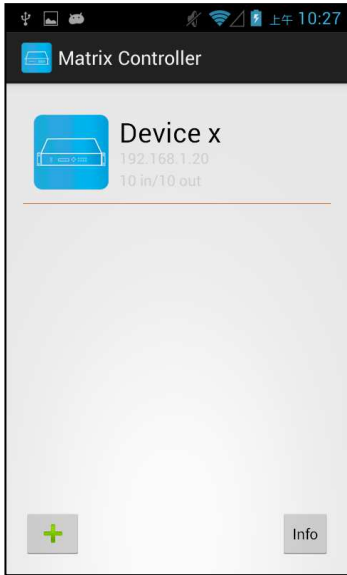 上午 10:27
Matrix Controller
Device x
192.168.1.20
10 in/10 out
Info